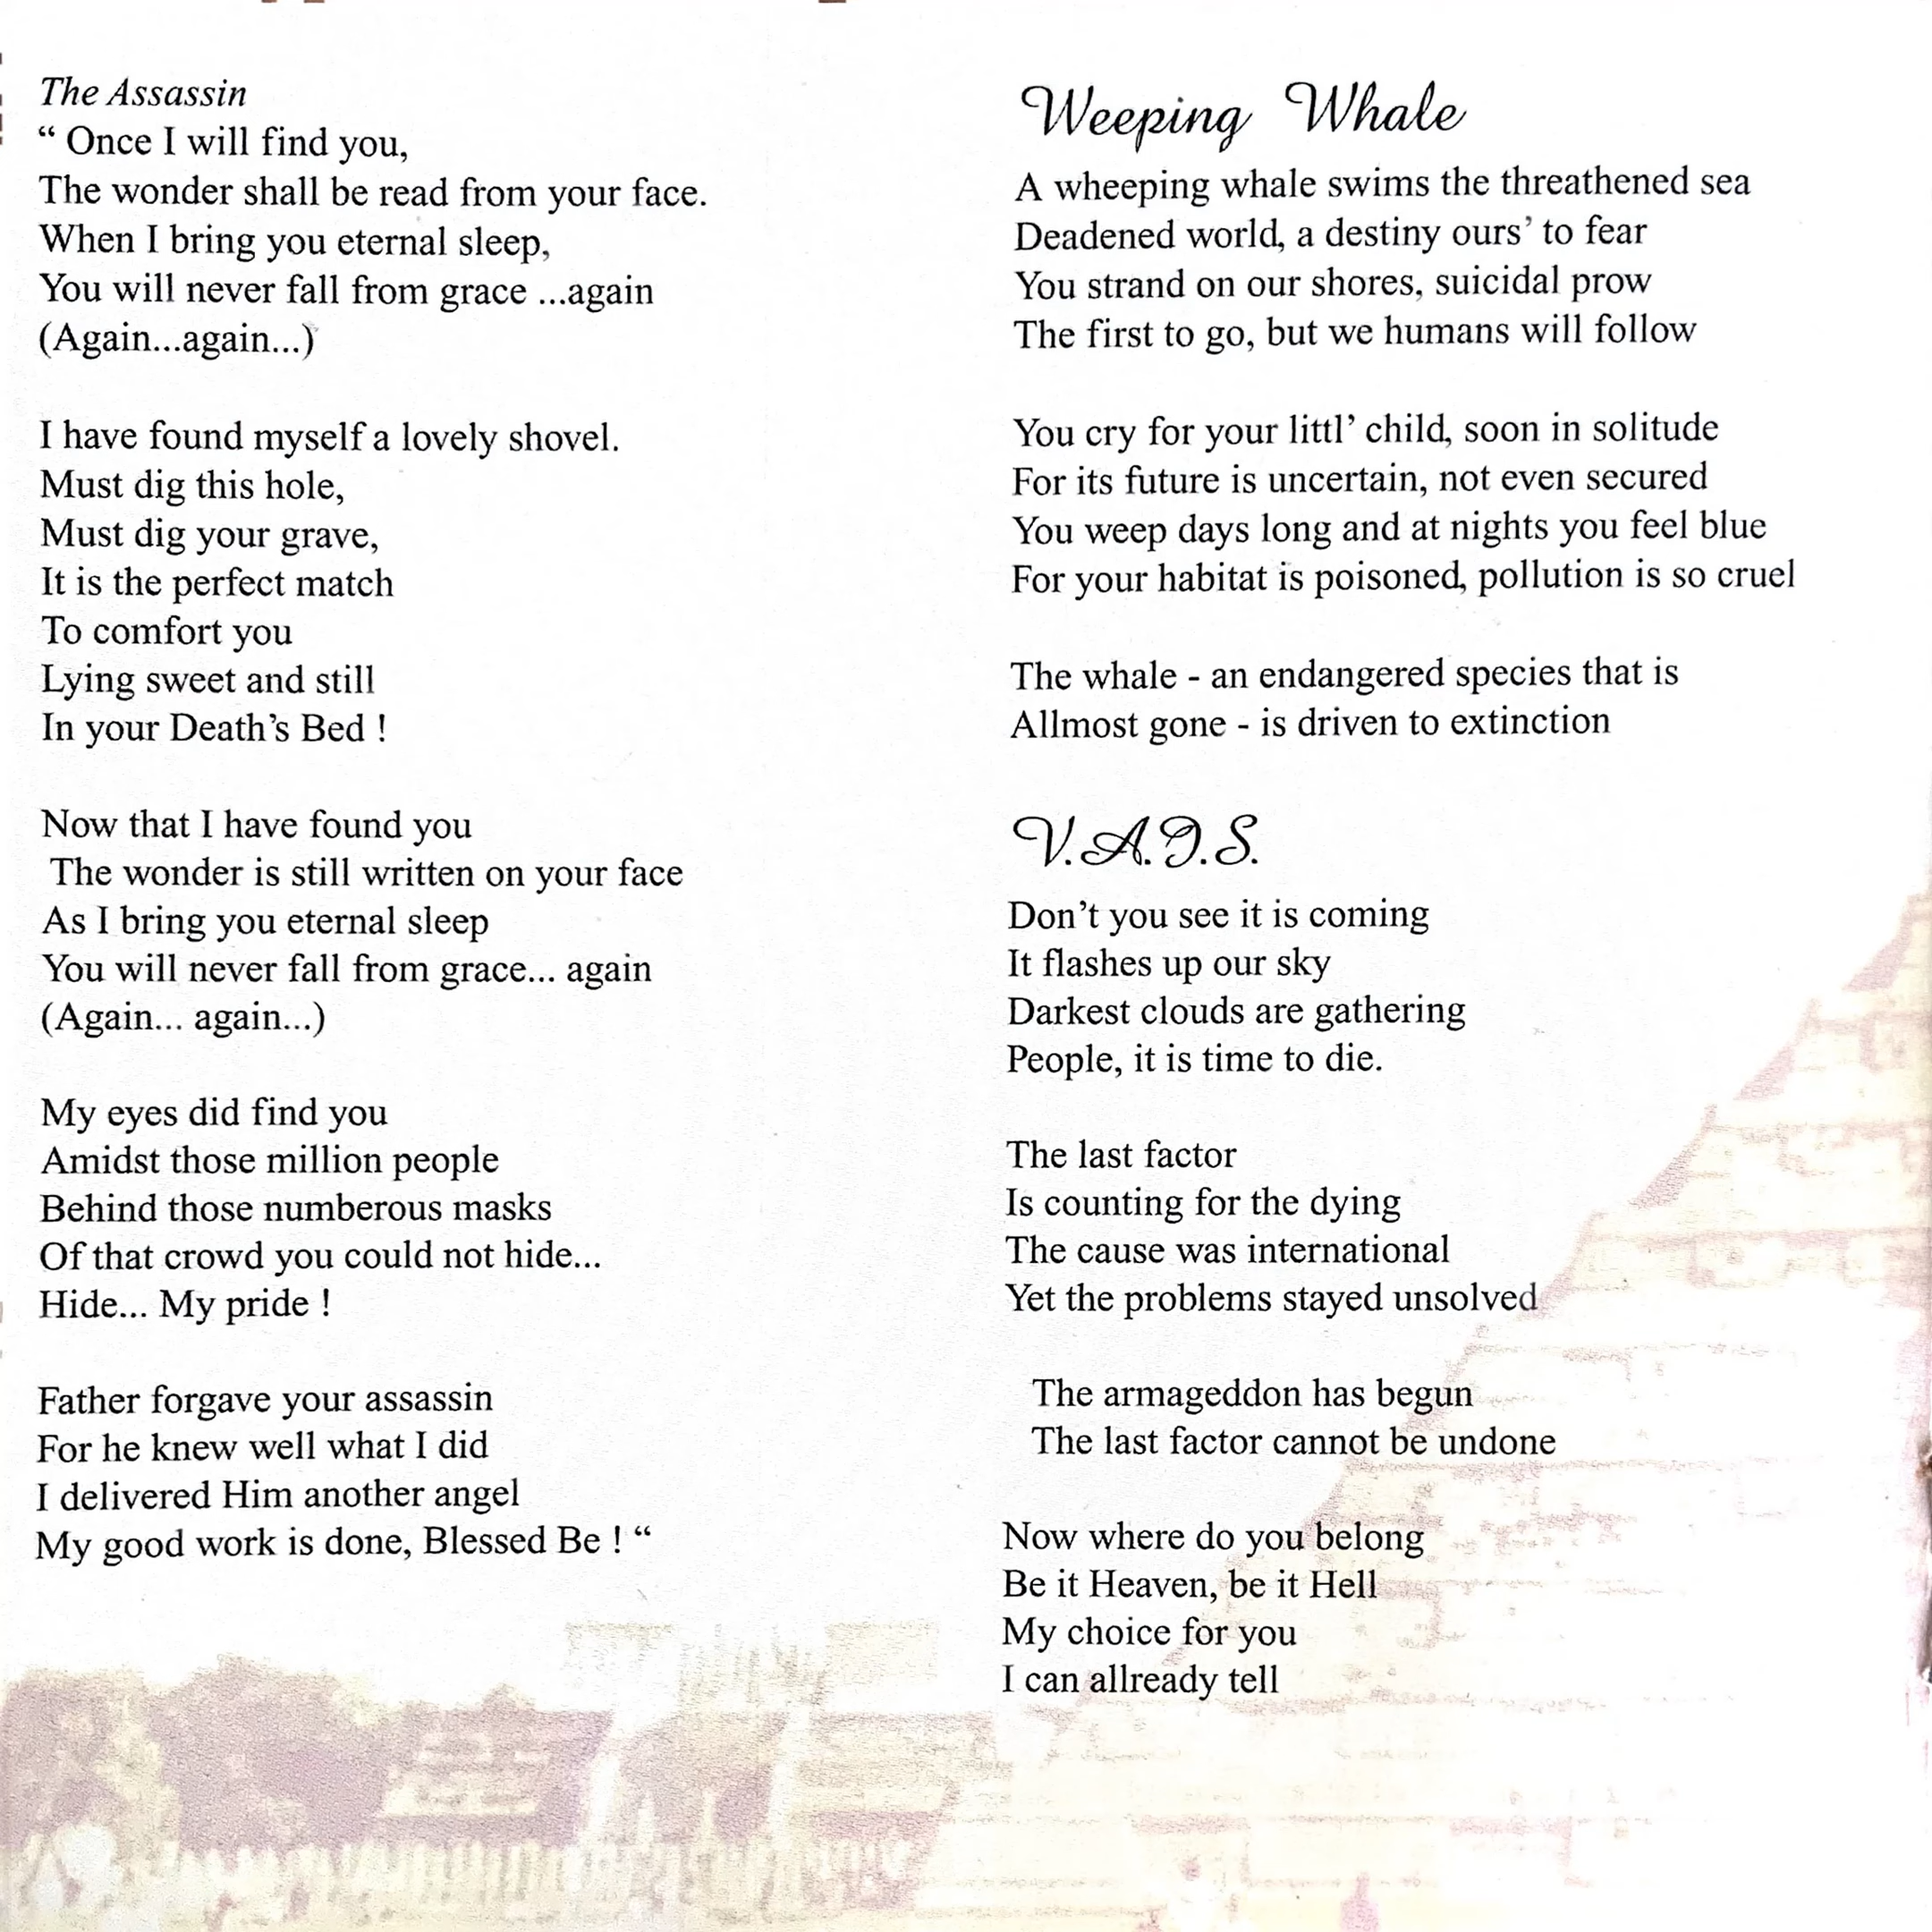 The Assassin
“ Once I will find you,
The wonder shall be read from your face.
When I bring you eternal sleep,
You will never fall from grace ...again
(Again...again...)
I have found myself a lovely shovel.
Must dig this hole,
Must dig your grave,
It is the perfect match
To comfort you
Lying sweet and still
In your Death’s Bed !
Now that I have found you
The wonder is still written on your face
As I bring you eternal sleep
You will never fall from grace... again
(Again... again...)
My eyes did find you
Amidst those million people
Behind those numberous masks
Of that crowd you could not hide...
Hide... My pride !
Father forgave your assassin
For he knew well what I did
I delivered Him another angel
My good work is done, Blessed Be ! “
Weeping Whale
A wheeping whale swims the threathened sea
Deadened world, a destiny ours’ to fear
You strand on our shores, suicidal prow
The first to go, but we humans will follow
You cry for your littl’ child, soon in solitude
For its future is uncertain, not even secured
You weep days long and at nights you feel blue
For your habitat is poisoned, pollution is so cruel
The whale - an endangered species that is
Allmost gone - is driven to extinction
V.A.I.S.
Don’t you see it is coming
It flashes up our sky
Darkest clouds are gathering
People, it is time to die.
The last factor
Is counting for the dying
The cause was international
Yet the problems stayed unsolved
The armageddon has begun
The last factor cannot be undone
Now where do you belong
Be it Heaven, be it Hell
My choice for you
I can allready tell